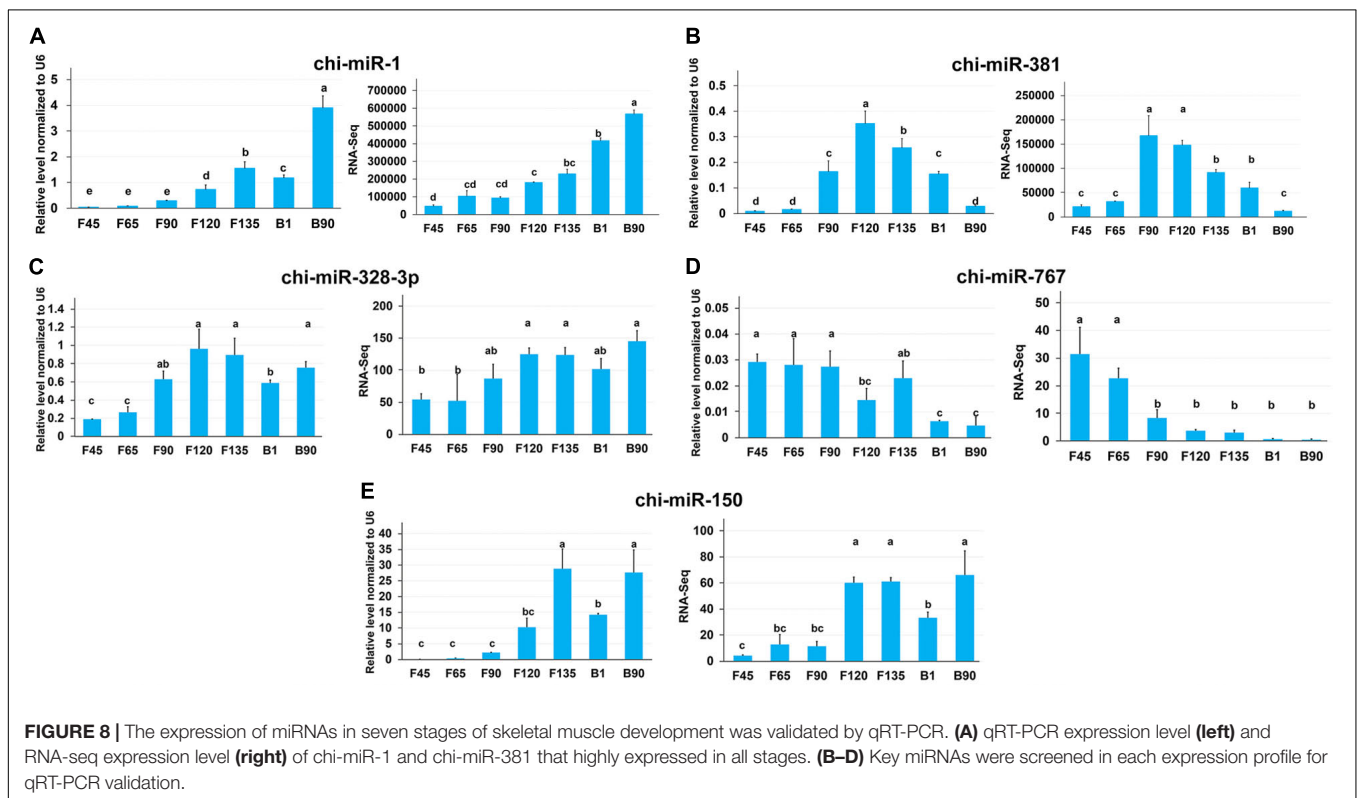 A
chi-miR-1
Relative level normalized to U6
5
4
3
2
1
0
e
e
e
d
b
c
a
F45 F65 F90 F120 F135 B1 B90
RNA-Seq
700000
600000
500000
400000
300000
200000
100000
0
d
cd
cd
c
bc
b
a
F45 F65 F90 F120 F135 B1 B90
B
chi-miR-381
Relative level normalized to U6
0.5
0.4
0.3
0.2
0.1
0
d
d
c
a
b
c
d
F45 F65 F90 F120 F135 B1 B90
RNA-Seq
250000
200000
150000
100000
50000
0
c
c
a
a
b
b
c
F45 F65 F90 F120 F135 B1 B90
C
chi-miR-328-3p
Relative level normalized to U6
1.4
1.2
1
0.8
0.6
0.4
0.2
0
c
c
ab
a
a
b
a
F45 F65 F90 F120 F135 B1 B90
RNA-Seq
200
150
100
50
0
b
b
ab
a
a
ab
a
F45 F65 F90 F120 F135 B1 B90
D
chi-miR-767
Relative level normalized to U6
0.05
0.04
0.03
0.02
0.01
0
a
a
a
bc
ab
c
c
F45 F65 F90 F120 F135 B1 B90
RNA-Seq
50
40
30
20
10
0
a
a
b
b
b
b
b
F45 F65 F90 F120 F135 B1 B90
E
chi-miR-150
Relative level normalized to U6
40
35
30
25
20
15
10
5
0
c
c
c
bc
a
b
a
F45 F65 F90 F120 F135 B1 B90
RNA-Seq
100
80
60
40
20
0
c
bc
bc
a
a
b
a
F45 F65 F90 F120 F135 B1 B90
FIGURE 8 | The expression of miRNAs in seven stages of skeletal muscle development was validated by qRT-PCR. (A) qRT-PCR expression level (left) and
RNA-seq expression level (right) of chi-miR-1 and chi-miR-381 that highly expressed in all stages. (B–D) Key miRNAs were screened in each expression profile for
qRT-PCR validation.